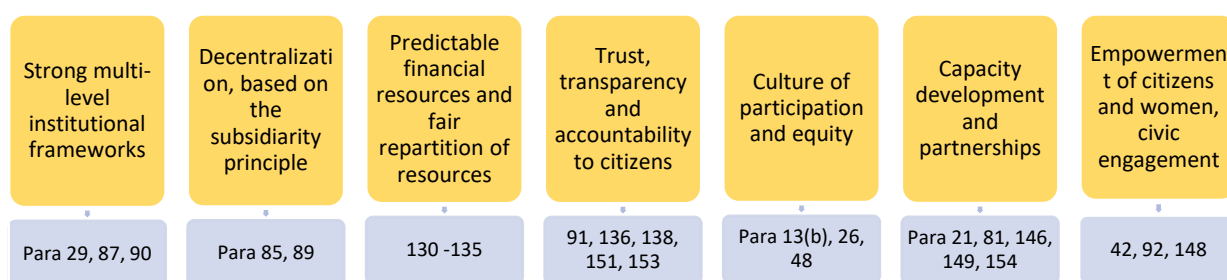 Strong multi-
level
institutional
frameworks
Para 29, 87, 90
Decentralizati
on, based on
the
subsidiarity
principle
Para 85, 89
Predictable
financial
resources and
fair
repartition of
resources
130 -135
Trust,
transparency
and
accountability
to citizens
91, 136, 138,
151, 153
Culture of
participation
and equity
Para 13(b), 26,
48
Capacity
development
and
partnerships
Para 21, 81, 146,
149, 154
Empowermen
t of citizens
and women,
civic
engagement
42, 92, 148